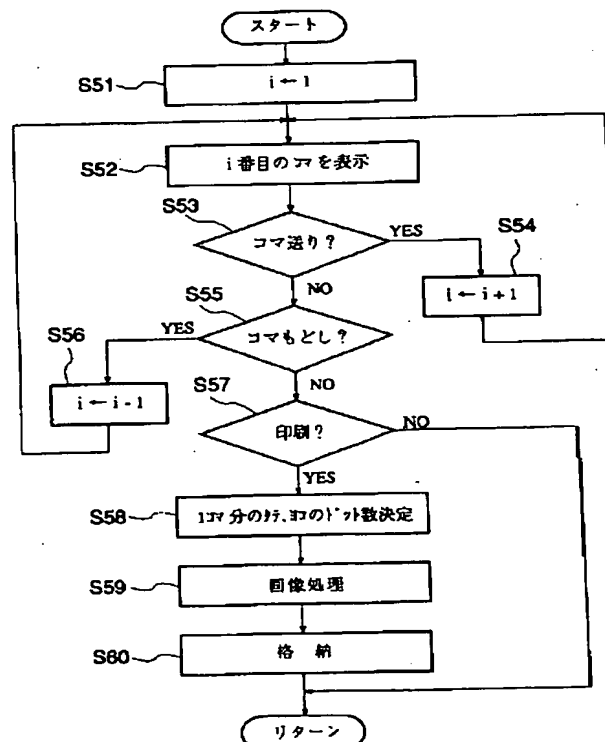 スタート
S51
i ← 1
S52
i番目のコマを表示
S53
コマ送り？
YES
S54
i ← i + 1
NO
S55
コマもどし？
YES
S56
i ← i - 1
NO
S57
印刷？
NO
YES
S58
1コマ分のタテ、ヨコのドット数決定
S59
画像処理
S60
格 納
リターン